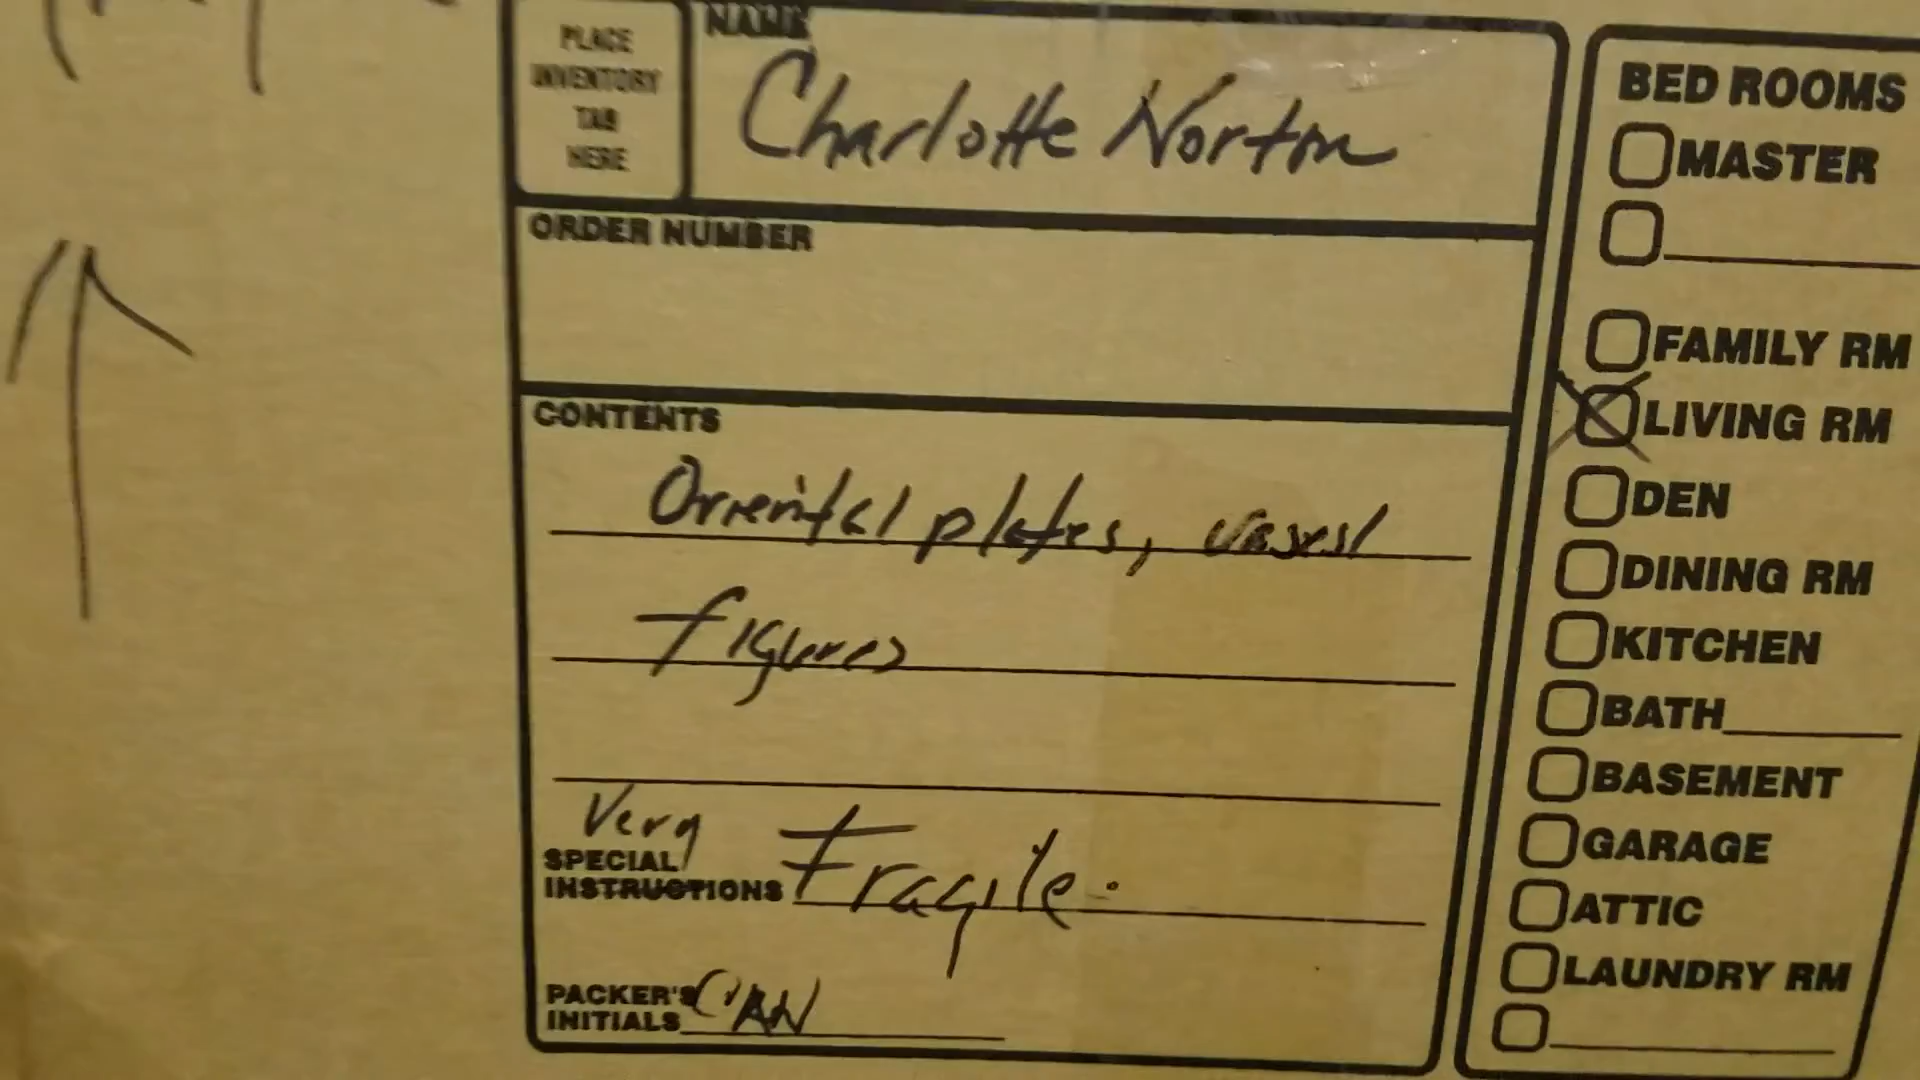 PLACE
INVENTORY
TAB
HERE
NAME
Charlotte Norton
ORDER NUMBER
CONTENTS
Oriental plates, vases/
figures
Very
SPECIAL
INSTRUCTIONS Fragile.
PACKER'S
INITIALS CAN
BED ROOMS
MASTER
FAMILY RM
LIVING RM
DEN
DINING RM
KITCHEN
BATH
BASEMENT
GARAGE
ATTIC
LAUNDRY RM